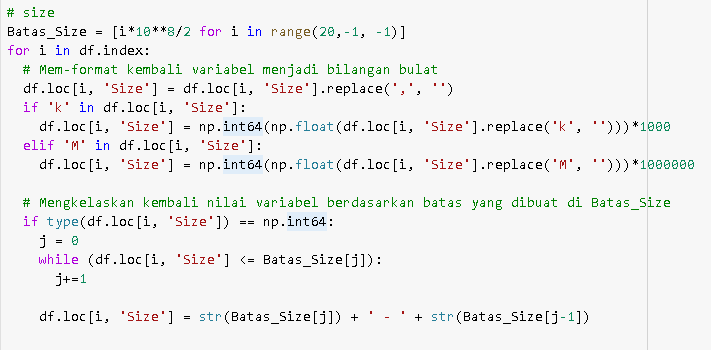 # size
Batas_Size = [i*10**8/2 for i in range(20,-1, -1)]
for i in df.index:
  # Mem-format kembali variabel menjadi bilangan bulat
  df.loc[i, 'Size'] = df.loc[i, 'Size'].replace(',', '')
  if 'k' in df.loc[i, 'Size']:
    df.loc[i, 'Size'] = np.int64(np.float(df.loc[i, 'Size'].replace('k', '')))*1000
  elif 'M' in df.loc[i, 'Size']:
    df.loc[i, 'Size'] = np.int64(np.float(df.loc[i, 'Size'].replace('M', '')))*1000000
  # Mengkelaskan kembali nilai variabel berdasarkan batas yang dibuat di Batas_Size
  if type(df.loc[i, 'Size']) == np.int64:
    j = 0
    while (df.loc[i, 'Size'] <= Batas_Size[j]):
      j+=1
    df.loc[i, 'Size'] = str(Batas_Size[j]) + ' - ' + str(Batas_Size[j-1])